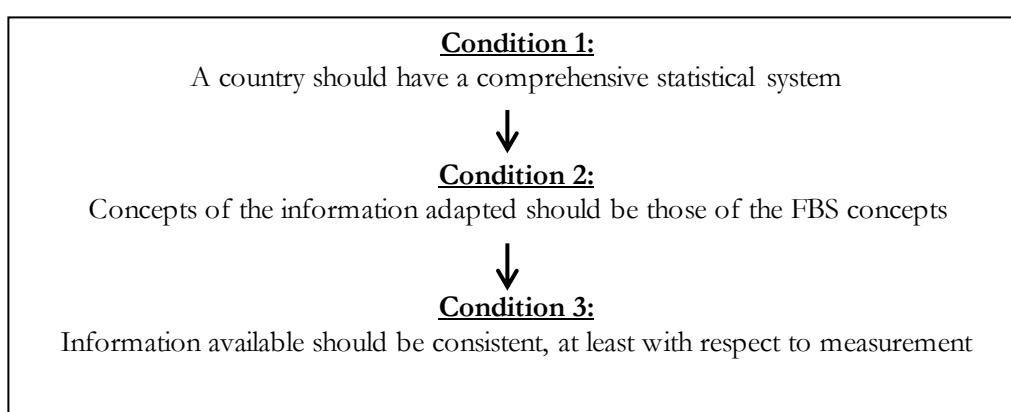 Condition 1:
A country should have a comprehensive statistical system
Condition 2:
Concepts of the information adapted should be those of the FBS concepts
Condition 3:
Information available should be consistent, at least with respect to measurement